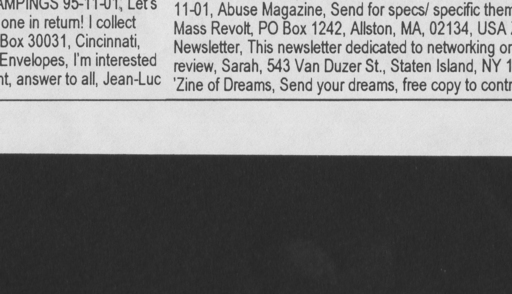 AMPINGS 95-11-01, Let's
one in return! I collect
Box 30031, Cincinnati,
Envelopes, I'm interested
nt, answer to all, Jean-Luc
11-01, Abuse Magazine, Send for specs/ specific them
Mass Revolt, PO Box 1242, Allston, MA, 02134, USA
Newsletter, This newsletter dedicated to networking or
review, Sarah, 543 Van Duzer St., Staten Island, NY 1
'Zine of Dreams, Send your dreams, free copy to contr